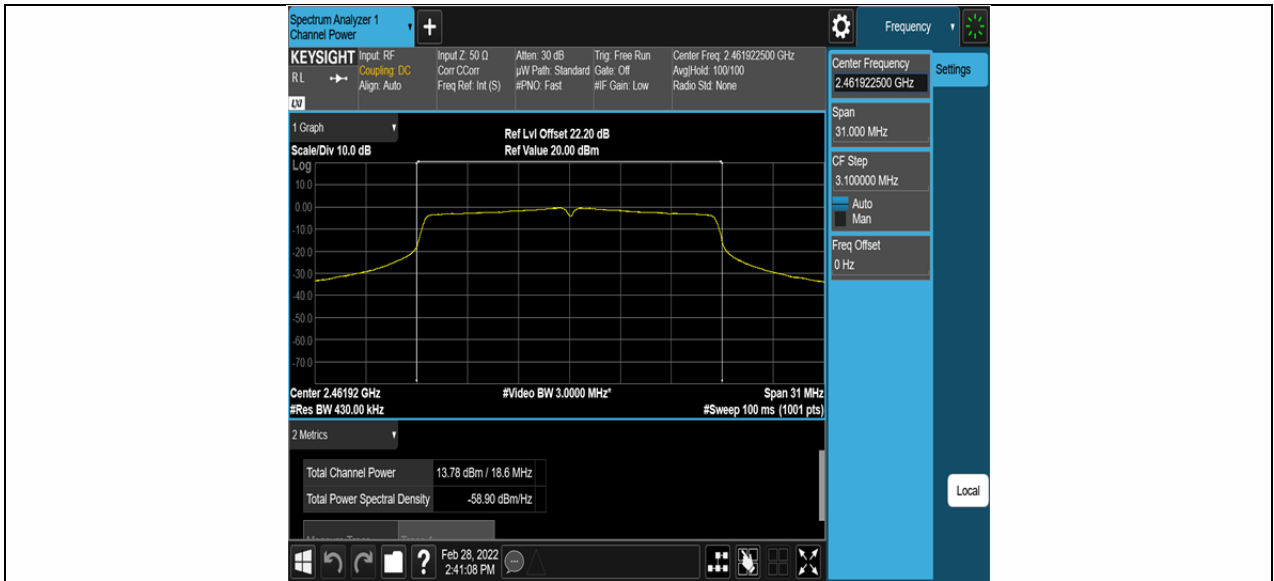 Spectrum Analyzer 1
Channel Power
+
Frequency
KEYSIGHT
RL
LXI
Input: RF
Coupling: DC
Align: Auto
Input Z: 50 Ω
Corr CCorr
Freq Ref: Int (S)
Atten: 30 dB
µW Path: Standard
#PNO: Fast
Trig: Free Run
Gate: Off
#IF Gain: Low
Center Freq: 2.461922500 GHz
Avg|Hold: 100/100
Radio Std: None
Center Frequency
2.461922500 GHz
Settings
Span
31.000 MHz
CF Step
3.100000 MHz
Auto
Man
Freq Offset
0 Hz
Local
1 Graph
Scale/Div 10.0 dB
Ref Lvl Offset 22.20 dB
Ref Value 20.00 dBm
Log
10.0
0.00
-10.0
-20.0
-30.0
-40.0
-50.0
-60.0
-70.0
Center 2.46192 GHz
#Video BW 3.0000 MHz*
Span 31 MHz
#Res BW 430.00 kHz
#Sweep 100 ms (1001 pts)
2 Metrics
Total Channel Power 13.78 dBm / 18.6 MHz
Total Power Spectral Density -58.90 dBm/Hz
?
Feb 28, 2022
2:41:08 PM